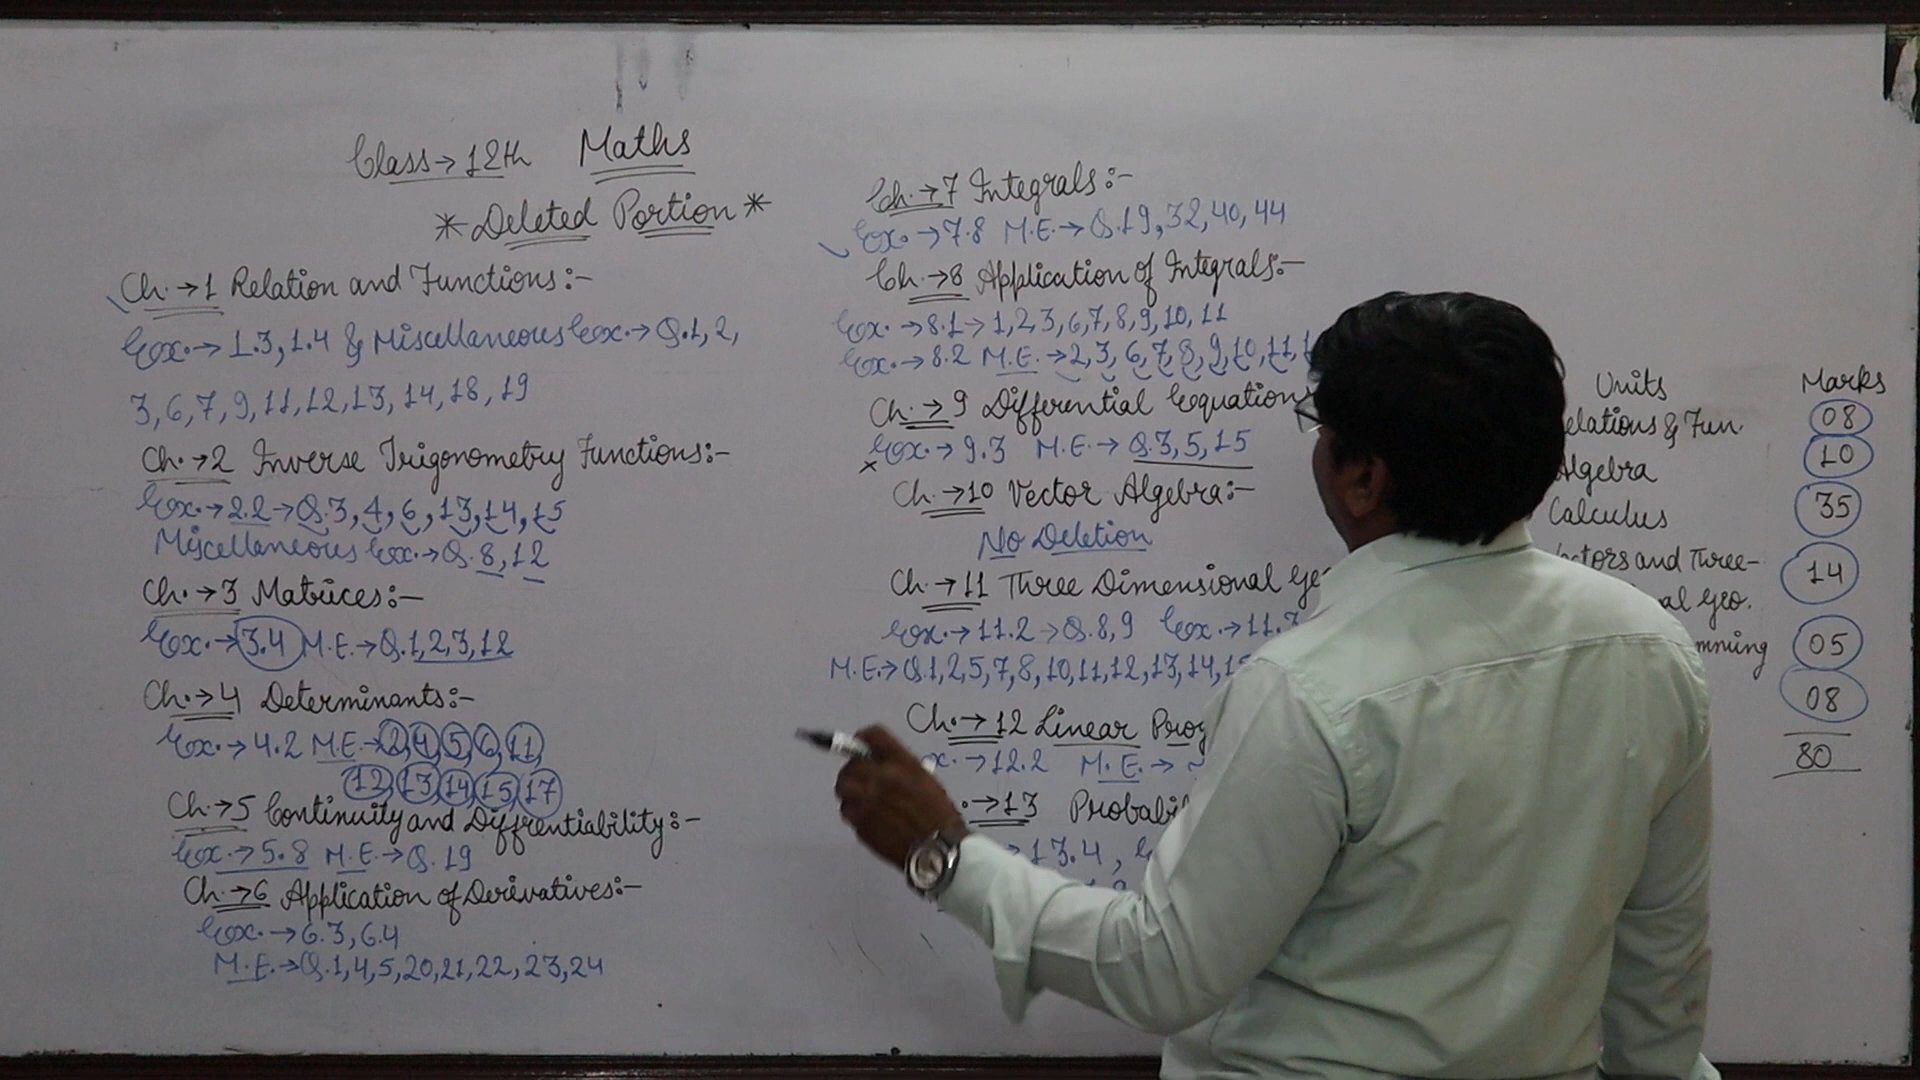 Class→12th Maths
*Deleted Portion*
Ch.→1 Relation and Functions:-
Ex.→1.3, 1.4 & Miscellaneous Ex.→Q.1, 2,
3, 6, 7, 9, 11, 12, 13, 14, 18, 19
Ch.→2 Inverse Trigonometry Functions:-
Ex.→2.2→Q.3, 4, 6, 13, 14, 15
Miscellaneous Ex.→Q.8, 12
Ch.→3 Matrices:-
Ex.→3.4 M.E.→Q.1, 2, 3, 12
Ch.→4 Determinants:-
Ex.→4.2 M.E.→2, 4, 5, 6, 11,
12, 13, 14, 15, 17
Ch.→5 Continuity and Diffrentiability:-
Ex.→5.8 M.E.→Q.19
Ch.→6 Application of Derivatives:-
Ex.→6.3, 6.4
M.E.→Q.1, 4, 5, 20, 21, 22, 23, 24
Ch.→7 Integrals:-
Ex.→7.8 M.E.→Q.19, 32, 40, 44
Ch.→8 Application of Integrals:-
Ex.→8.1→1, 2, 3, 6, 7, 8, 9, 10, 11
Ex.→8.2 M.E.→2, 3, 6, 7, 8, 9, 10, 11,
Ch.→9 Differential Equations
Ex.→9.3 M.E.→Q.3, 5, 15
Ch.→10 Vector Algebra:-
No Deletion
Ch.→11 Three Dimensional
Ex.→11.2→Q.8, 9 Ex.→11.3
M.E.→Q.1, 2, 5, 7, 8, 10, 11, 12, 13, 14,
Ch.→12 Linear
→12.2 M.E.→
→13
→13.4,
Units Marks
& Fun. 08
Algebra 10
Calculus 35
and Three- 14
Geo.
05
08
80